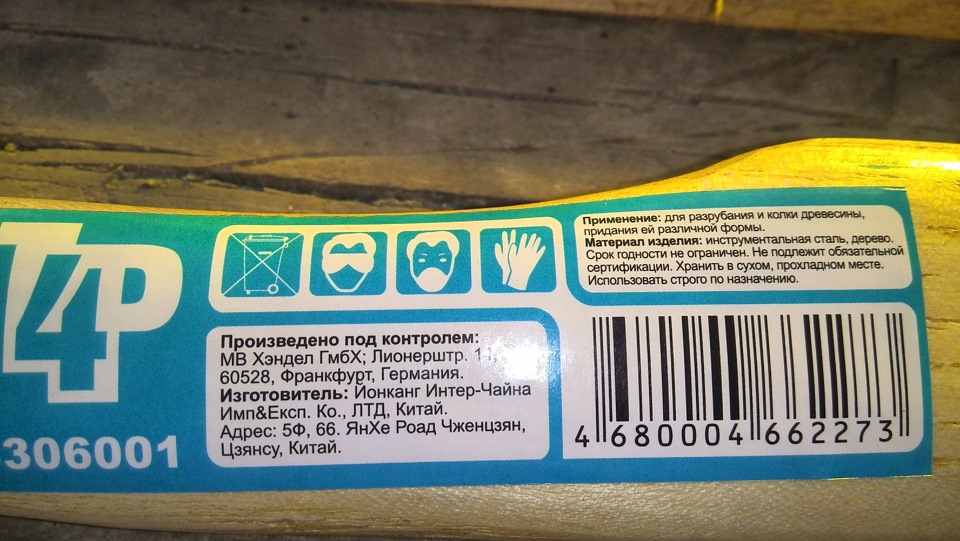 Применение: для разрубания и колки древесины,
придания ей различной формы.
Материал изделия: инструментальная сталь, дерево.
Срок годности не ограничен. Не подлежит обязательной
сертификации. Хранить в сухом, прохладном месте.
Использовать строго по назначению.
74P
306001
Произведено под контролем:
МВ Хэндел ГмбХ; Лионерштр.
60528, Франкфурт, Германия.
Изготовитель: Йонканг Интер-Чайна
Имп&Експ. Ко., ЛТД, Китай.
Адрес: 5Ф, 66. ЯнХе Роад Чженцзян,
Цзянсу, Китай.
4 680004 662273